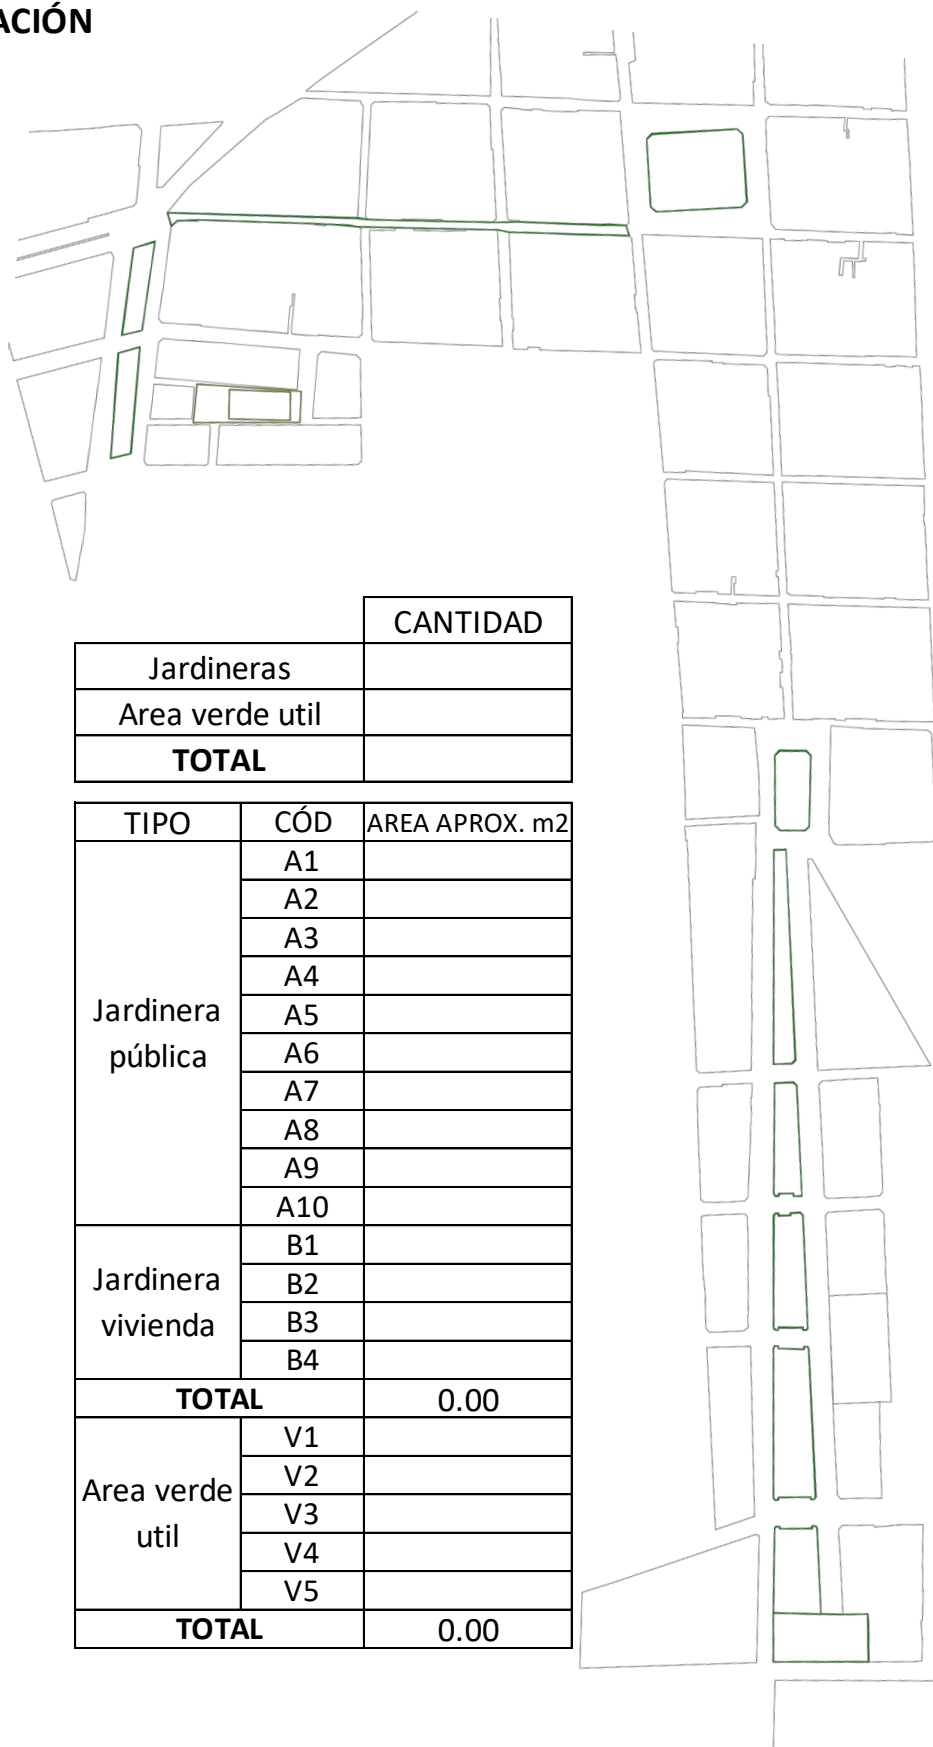 ACIÓN
CANTIDAD
Jardineras
Area verde util
TOTAL
TIPO CÓD AREA APROX. m2
Jardinera pública
A1
A2
A3
A4
A5
A6
A7
A8
A9
A10
Jardinera vivienda
B1
B2
B3
B4
TOTAL 0.00
Area verde util
V1
V2
V3
V4
V5
TOTAL 0.00